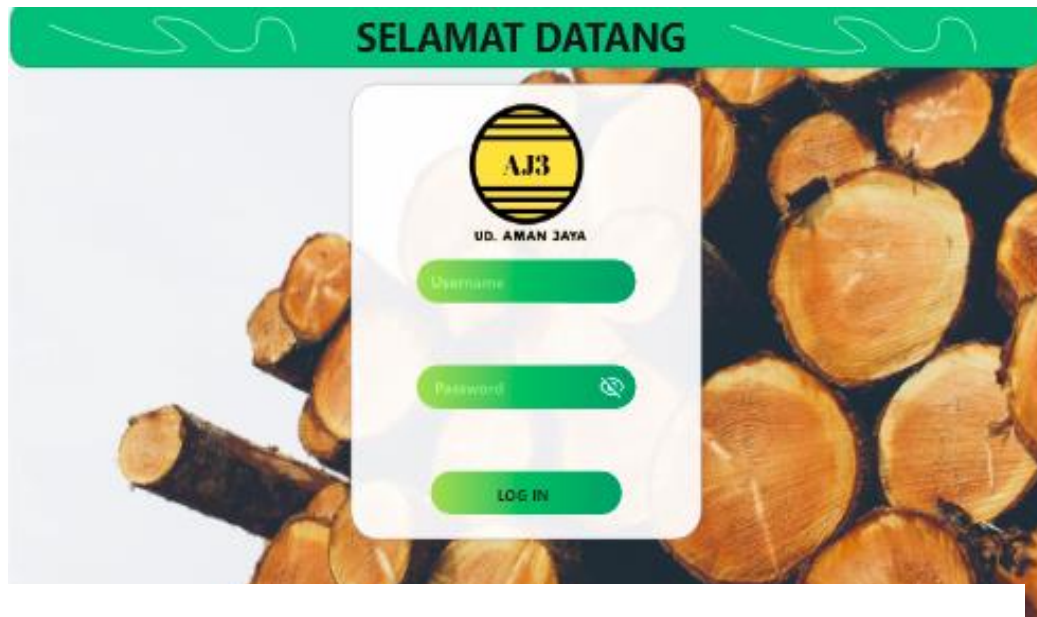 SELAMAT DATANG
AJ3
UD. AMAN JAYA
Username
Password
LOG IN